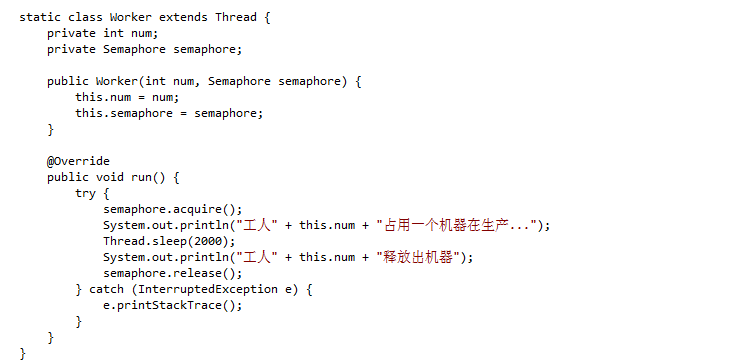 static class Worker extends Thread {
    private int num;
    private Semaphore semaphore;

    public Worker(int num, Semaphore semaphore) {
        this.num = num;
        this.semaphore = semaphore;
    }

    @Override
    public void run() {
        try {
            semaphore.acquire();
            System.out.println("工人" + this.num + "占用一个机器在生产...");
            Thread.sleep(2000);
            System.out.println("工人" + this.num + "释放出机器");
            semaphore.release();
        } catch (InterruptedException e) {
            e.printStackTrace();
        }
    }
}